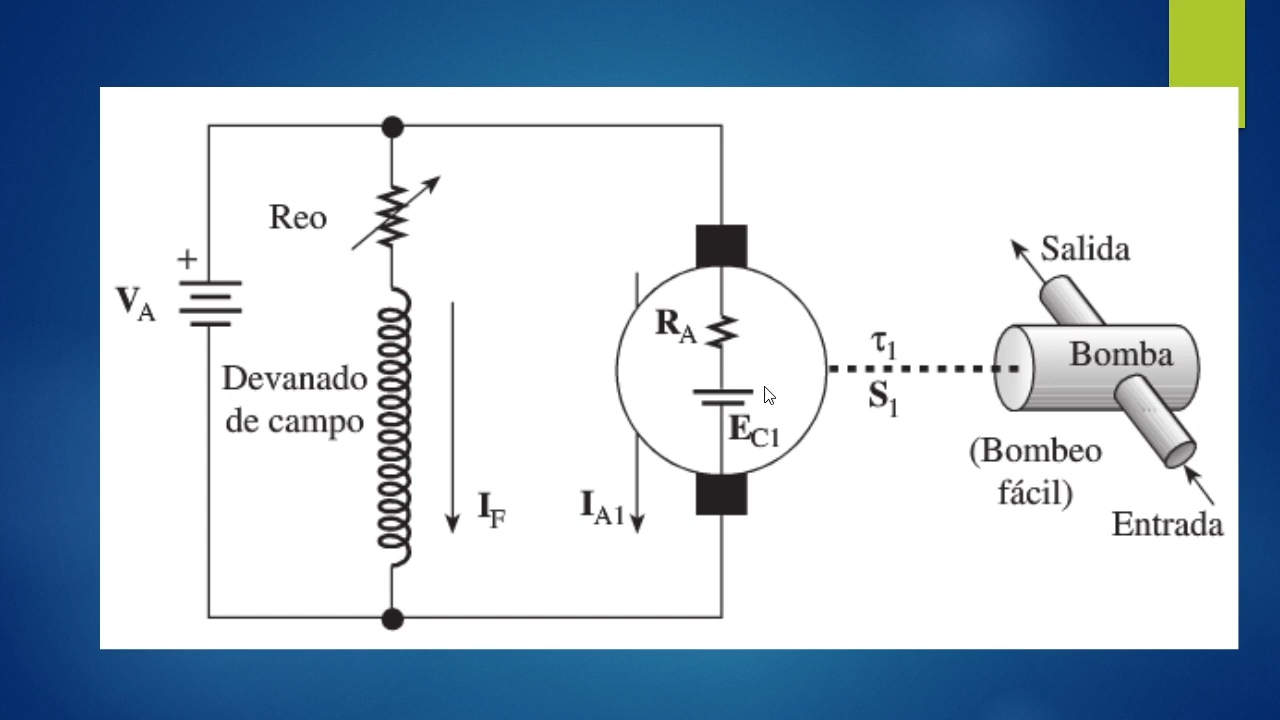 Reo
+
V_A
Devanado
de campo
I_F
I_A1
R_A
E_C1
τ_1
S_1
Salida
Bomba
(Bombeo
fácil)
Entrada